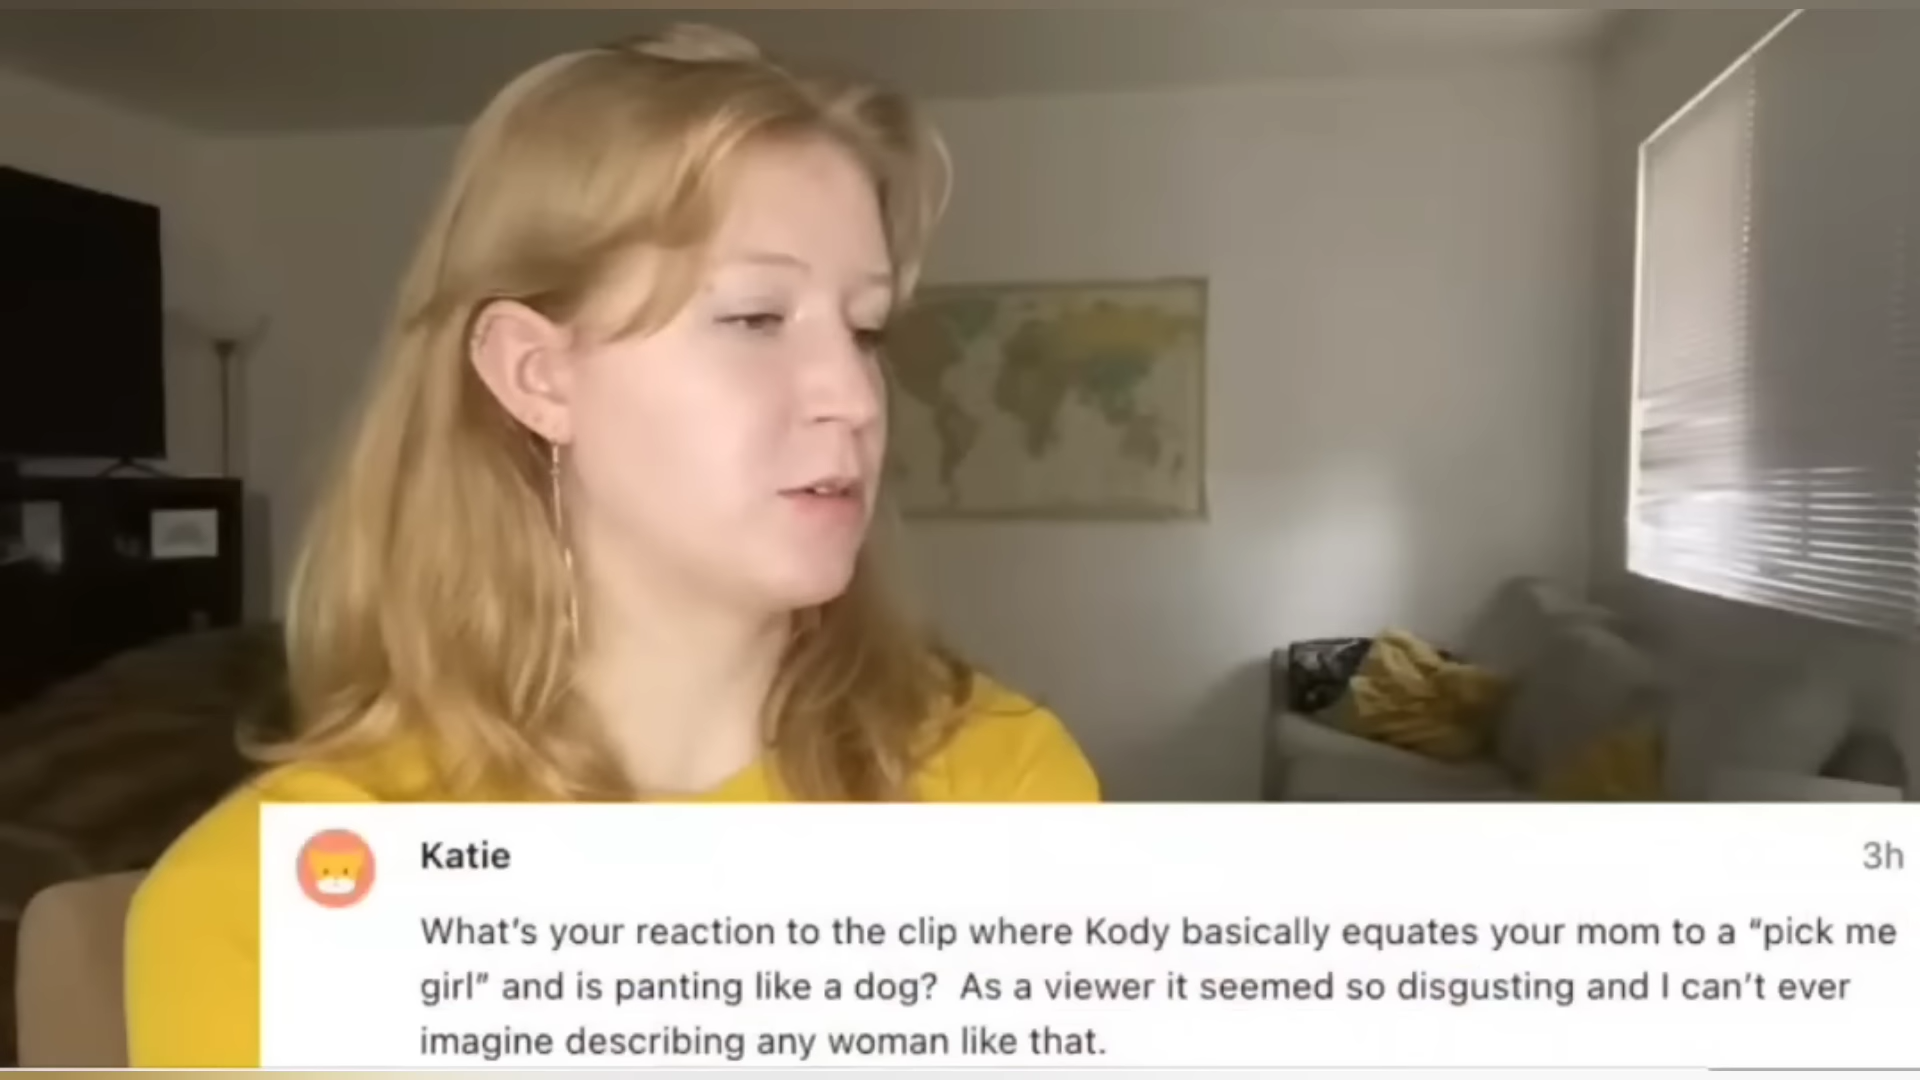 Katie
3h
What’s your reaction to the clip where Kody basically equates your mom to a “pick me
girl” and is panting like a dog?  As a viewer it seemed so disgusting and I can’t ever
imagine describing any woman like that.